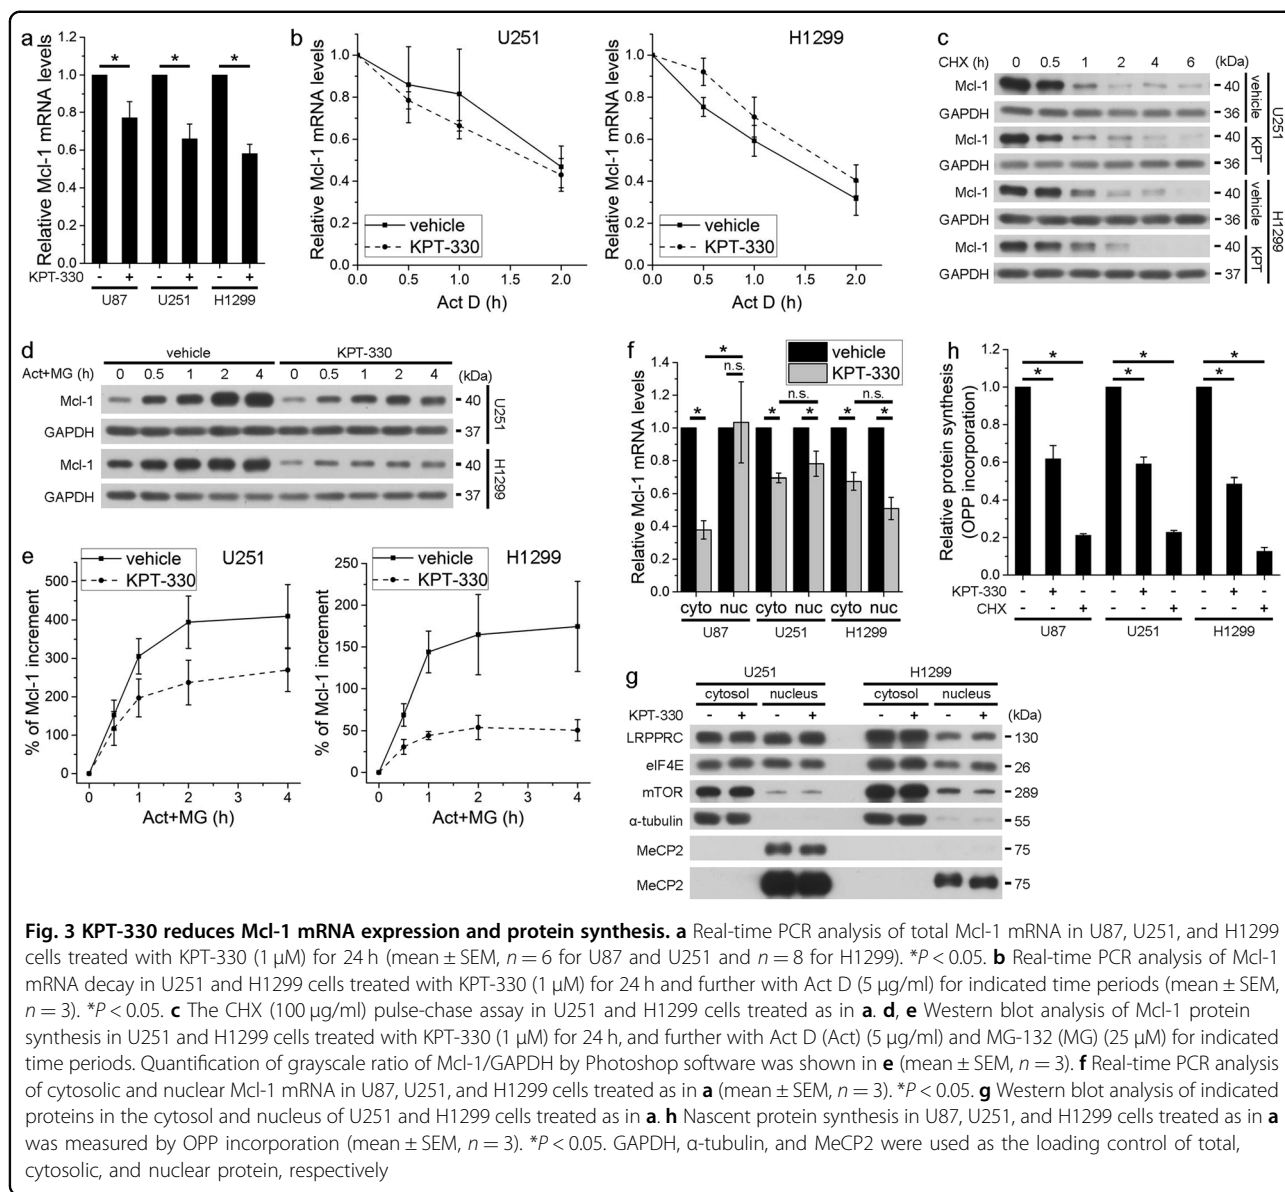 a
Relative Mcl-1 mRNA levels
1.2
1.0
0.8
0.6
0.4
0.2
0.0
* * *
KPT-330 - + - + - +
U87 U251 H1299
b
U251
Relative Mcl-1 mRNA levels
1.0
0.8
0.6
0.4
0.2
0.0
vehicle
KPT-330
0.0 0.5 1.0 1.5 2.0
Act D (h)
H1299
Relative Mcl-1 mRNA levels
1.0
0.8
0.6
0.4
0.2
0.0
vehicle
KPT-330
0.0 0.5 1.0 1.5 2.0
Act D (h)
c
CHX (h) 0 0.5 1 2 4 6 (kDa)
Mcl-1 40
GAPDH 36
vehicle
Mcl-1 40
GAPDH 36
KPT
U251
Mcl-1 40
GAPDH 36
vehicle
Mcl-1 40
GAPDH 37
KPT
H1299
d
vehicle KPT-330
Act+MG (h) 0 0.5 1 2 4 0 0.5 1 2 4 (kDa)
Mcl-1 40
GAPDH 37
U251
Mcl-1 40
GAPDH 37
H1299
e
vehicle
KPT-330
U251
% of Mcl-1 increment
500
400
300
200
100
0
0 1 2 3 4
Act+MG (h)
vehicle
KPT-330
H1299
% of Mcl-1 increment
250
200
150
100
50
0
0 1 2 3 4
Act+MG (h)
f
vehicle
KPT-330
Relative Mcl-1 mRNA levels
1.4
1.2
1.0
0.8
0.6
0.4
0.2
0.0
* n.s. n.s.
* n.s. * * * *
cyto nuc cyto nuc cyto nuc
U87 U251 H1299
h
Relative protein synthesis
(OPP incorporation)
1.2
1.0
0.8
0.6
0.4
0.2
0.0
* * *
* * *
KPT-330 - + - - + - - + -
CHX - - + - - + - - +
U87 U251 H1299
g
U251 H1299
cytosol nucleus cytosol nucleus
KPT-330 - + - + - + - + (kDa)
LRPPRC 130
eIF4E 26
mTOR 289
α-tubulin 55
MeCP2 75
MeCP2 75
Fig. 3 KPT-330 reduces Mcl-1 mRNA expression and protein synthesis. a Real-time PCR analysis of total Mcl-1 mRNA in U87, U251, and H1299
cells treated with KPT-330 (1 μM) for 24 h (mean ± SEM, n = 6 for U87 and U251 and n = 8 for H1299). *P < 0.05. b Real-time PCR analysis of Mcl-1
mRNA decay in U251 and H1299 cells treated with KPT-330 (1 μM) for 24 h and further with Act D (5 μg/ml) for indicated time periods (mean ± SEM,
n = 3). *P < 0.05. c The CHX (100 μg/ml) pulse-chase assay in U251 and H1299 cells treated as in a. d, e Western blot analysis of Mcl-1 protein
synthesis in U251 and H1299 cells treated with KPT-330 (1 μM) for 24 h, and further with Act D (Act) (5 μg/ml) and MG-132 (MG) (25 μM) for indicated
time periods. Quantification of grayscale ratio of Mcl-1/GAPDH by Photoshop software was shown in e (mean ± SEM, n = 3). f Real-time PCR analysis
of cytosolic and nuclear Mcl-1 mRNA in U87, U251, and H1299 cells treated as in a (mean ± SEM, n = 3). *P < 0.05. g Western blot analysis of indicated
proteins in the cytosol and nucleus of U251 and H1299 cells treated as in a. h Nascent protein synthesis in U87, U251, and H1299 cells treated as in a
was measured by OPP incorporation (mean ± SEM, n = 3). *P < 0.05. GAPDH, α-tubulin, and MeCP2 were used as the loading control of total,
cytosolic, and nuclear protein, respectively